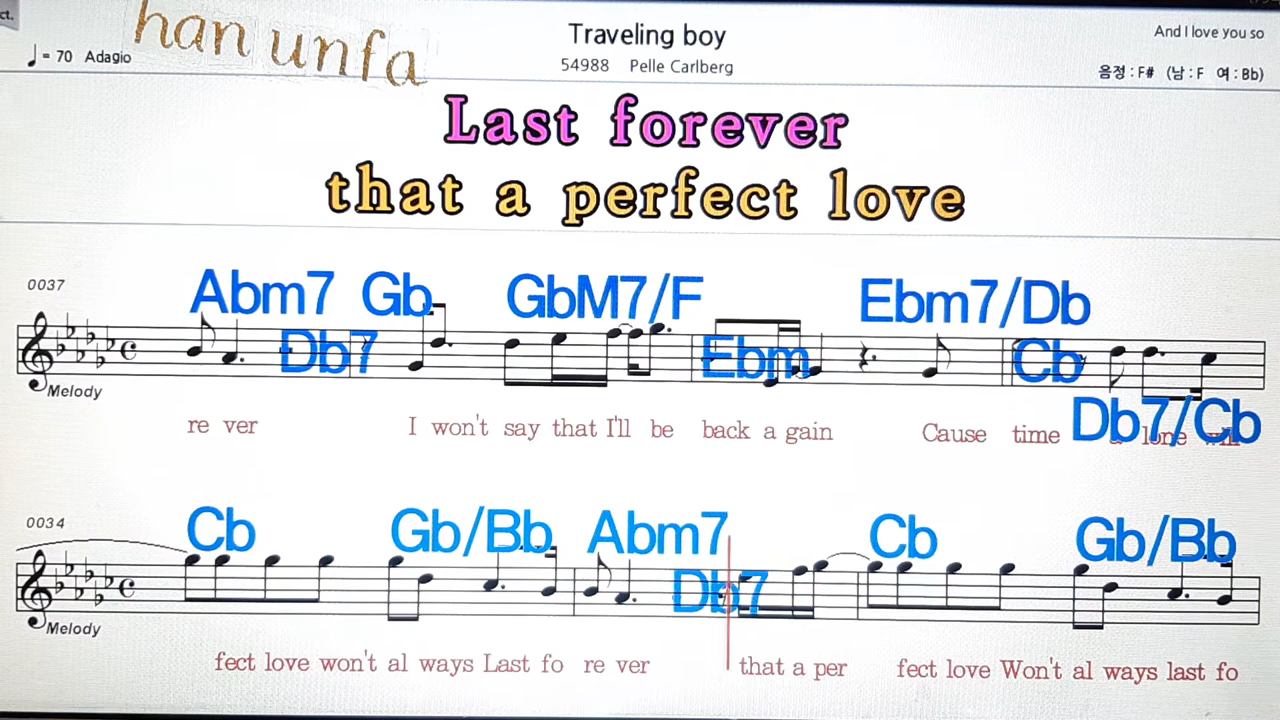 ct.
han unfa
♩= 70 Adagio
Traveling boy
54988 Pelle Carlberg
And I love you so
음정 : F# (남 : F 여 : Bb)
Last forever
that a perfect love
0037
Abm7 Gb GbM7/F Ebm7/Db
Db7 Ebm Cb
Melody
Db7/Cb
re ver I won't say that I'll be back a gain Cause time
0034
Cb Gb/Bb Abm7 Cb Gb/Bb
Db7
Melody
fect love won't al ways Last fo re ver that a per fect love Won't al ways last fo